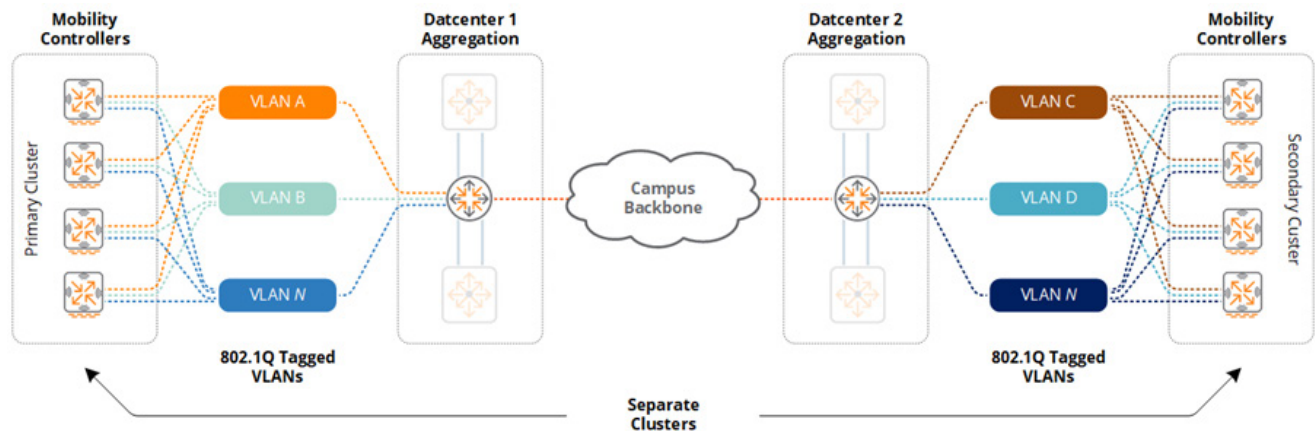 Mobility
Controllers
Datcenter 1
Aggregation
Datcenter 2
Aggregation
Mobility
Controllers
Primary Cluster
VLAN A
VLAN B
VLAN N
802.1Q Tagged
VLANs
Campus
Backbone
VLAN C
VLAN D
VLAN N
802.1Q Tagged
VLANs
Secondary Custer
Separate
Clusters